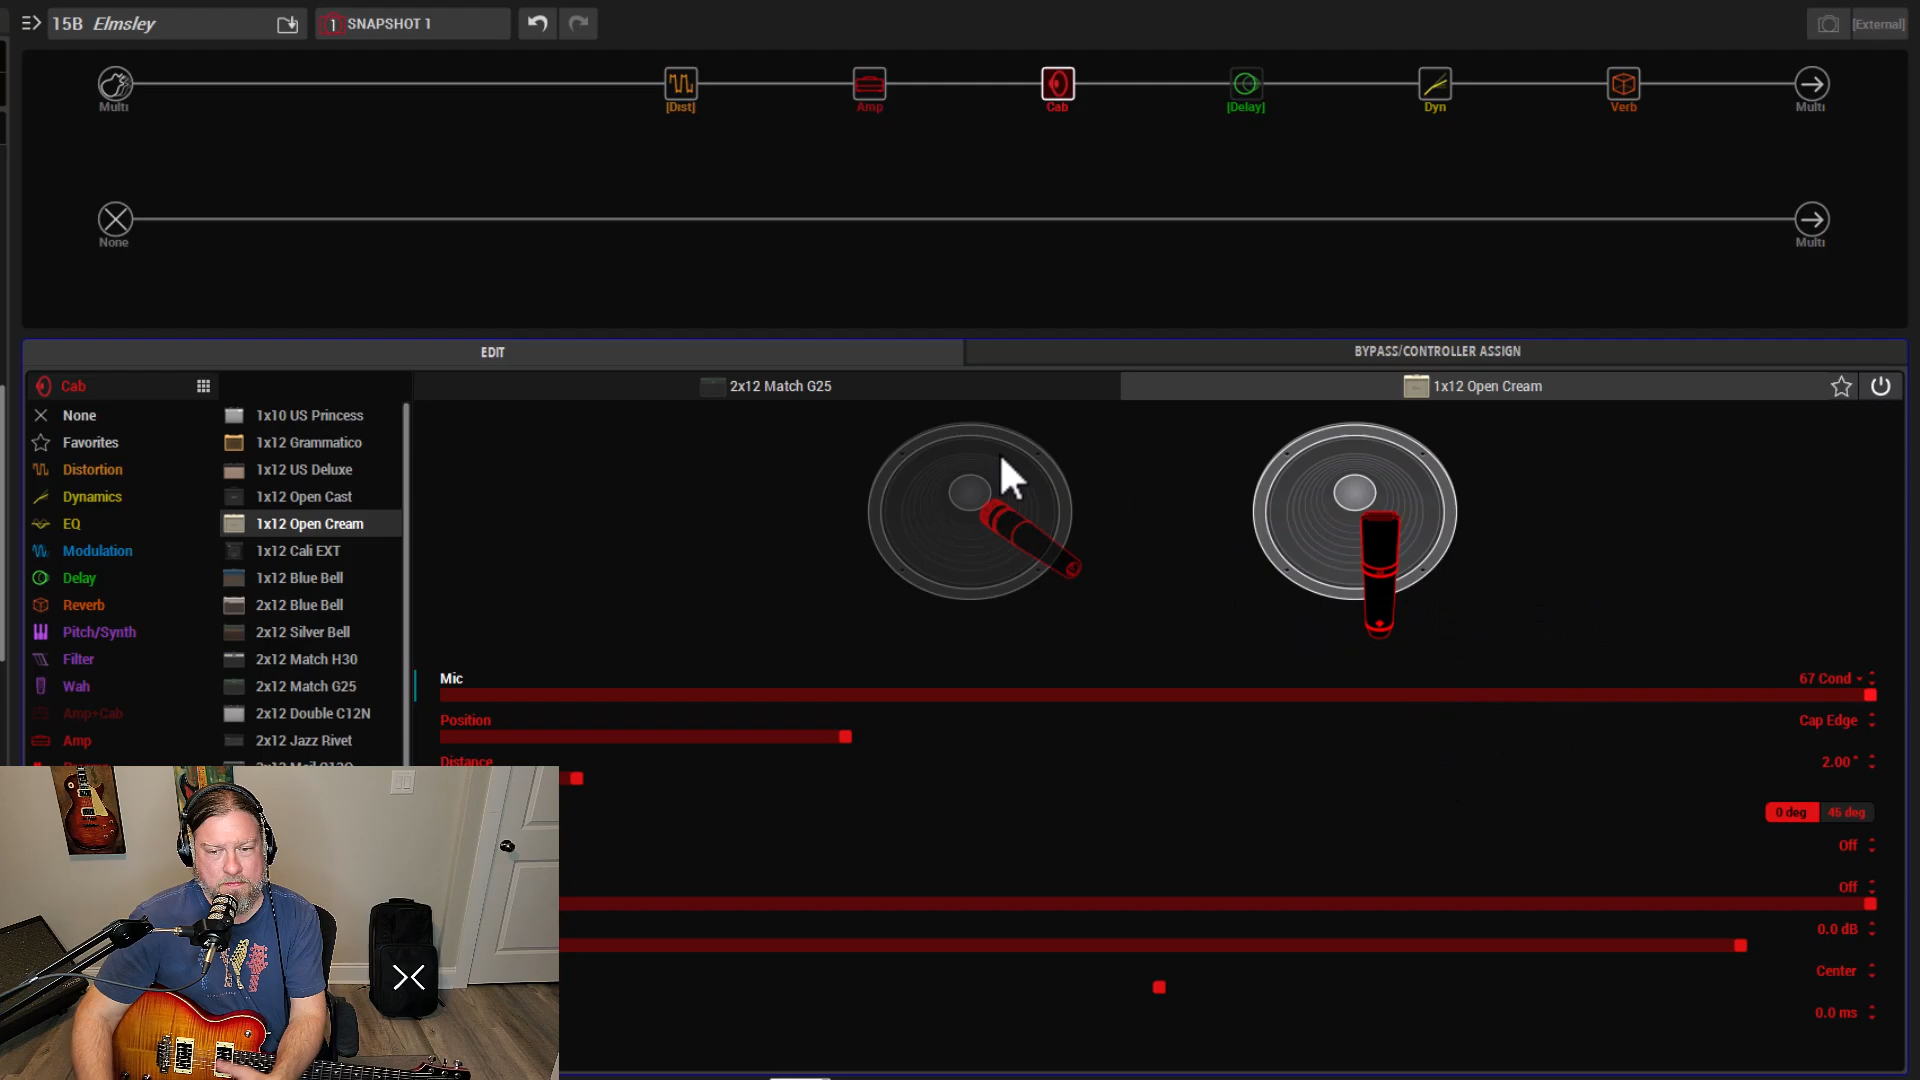 15B Elmsley
1 SNAPSHOT 1
[External]
Multi
[Dist]
Amp
Cab
[Delay]
Dyn
Verb
Multi
None
Multi
EDIT
BYPASS/CONTROLLER ASSIGN
Cab
2x12 Match G25
1x12 Open Cream
None
1x10 US Princess
Favorites
1x12 Grammatico
Distortion
1x12 US Deluxe
Dynamics
1x12 Open Cast
EQ
1x12 Open Cream
Modulation
1x12 Cali EXT
Delay
1x12 Blue Bell
Reverb
2x12 Blue Bell
Pitch/Synth
2x12 Silver Bell
Filter
2x12 Match H30
Wah
2x12 Match G25
Amp+Cab
2x12 Double C12N
Amp
2x12 Jazz Rivet
Mic
67 Cond
Position
Cap Edge
Distance
2.00"
0 deg 45 deg
Off
Off
0.0 dB
Center
0.0 ms